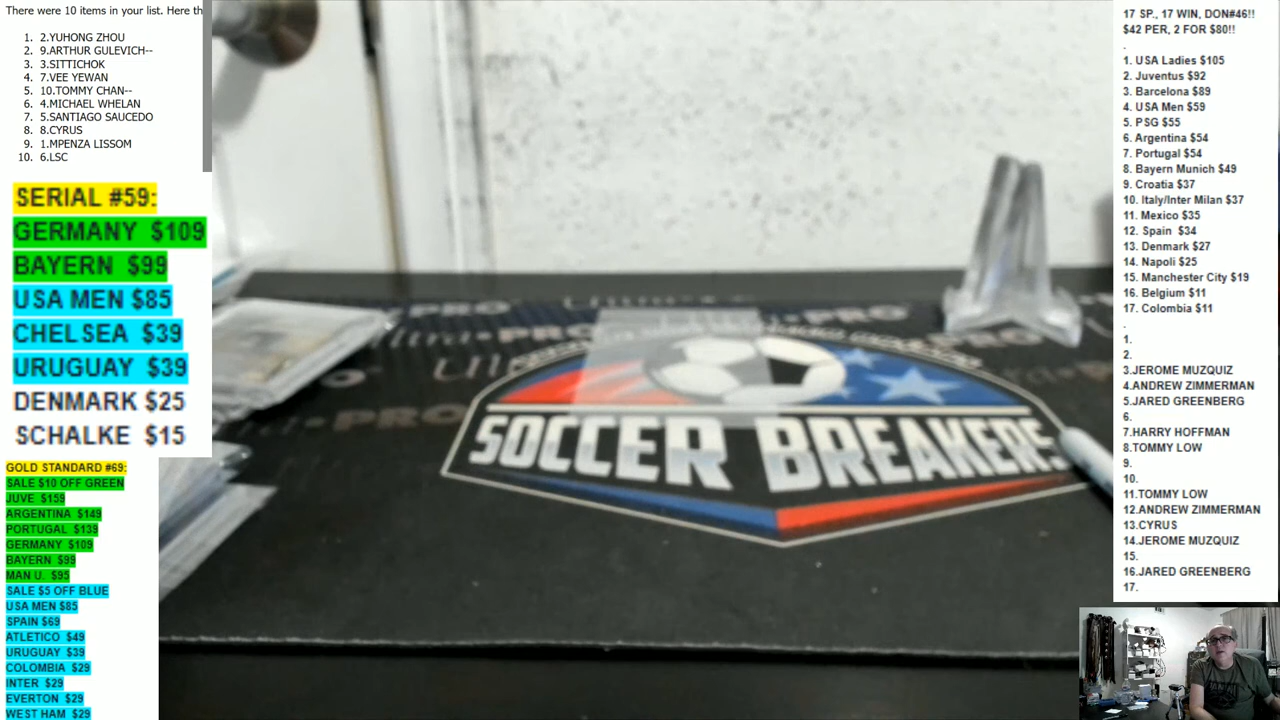 There were 10 items in your list. Here th
1. 2.YUHONG ZHOU
2. 9.ARTHUR GULEVICH--
3. 3.SITTICHOK
4. 7.VEE YEWAN
5. 10.TOMMY CHAN--
6. 4.MICHAEL WHELAN
7. 5.SANTIAGO SAUCEDO
8. 8.CYRUS
9. 1.MPENZA LISSOM
10. 6.LSC
SERIAL #59:
GERMANY $109
BAYERN $99
USA MEN $85
CHELSEA $39
URUGUAY $39
DENMARK $25
SCHALKE $15
GOLD STANDARD #69:
SALE $10 OFF GREEN
JUVE $159
ARGENTINA $149
PORTUGAL $139
GERMANY $109
BAYERN $99
MAN U. $95
SALE $5 OFF BLUE
USA MEN $85
SPAIN $69
ATLETICO $49
URUGUAY $39
COLOMBIA $29
INTER $29
EVERTON $29
WEST HAM $29
SOCCER BREAKERS
17 SP., 17 WIN, DON#46!!
$42 PER, 2 FOR $80!!
.
1. USA Ladies $105
2. Juventus $92
3. Barcelona $89
4. USA Men $59
5. PSG $55
6. Argentina $54
7. Portugal $54
8. Bayern Munich $49
9. Croatia $37
10. Italy/Inter Milan $37
11. Mexico $35
12. Spain $34
13. Denmark $27
14. Napoli $25
15. Manchester City $19
16. Belgium $11
17. Colombia $11
.
1.
2.
3.JEROME MUZQUIZ
4.ANDREW ZIMMERMAN
5.JARED GREENBERG
6.
7.HARRY HOFFMAN
8.TOMMY LOW
9.
10.
11.TOMMY LOW
12.ANDREW ZIMMERMAN
13.CYRUS
14.JEROME MUZQUIZ
15.
16.JARED GREENBERG
17.